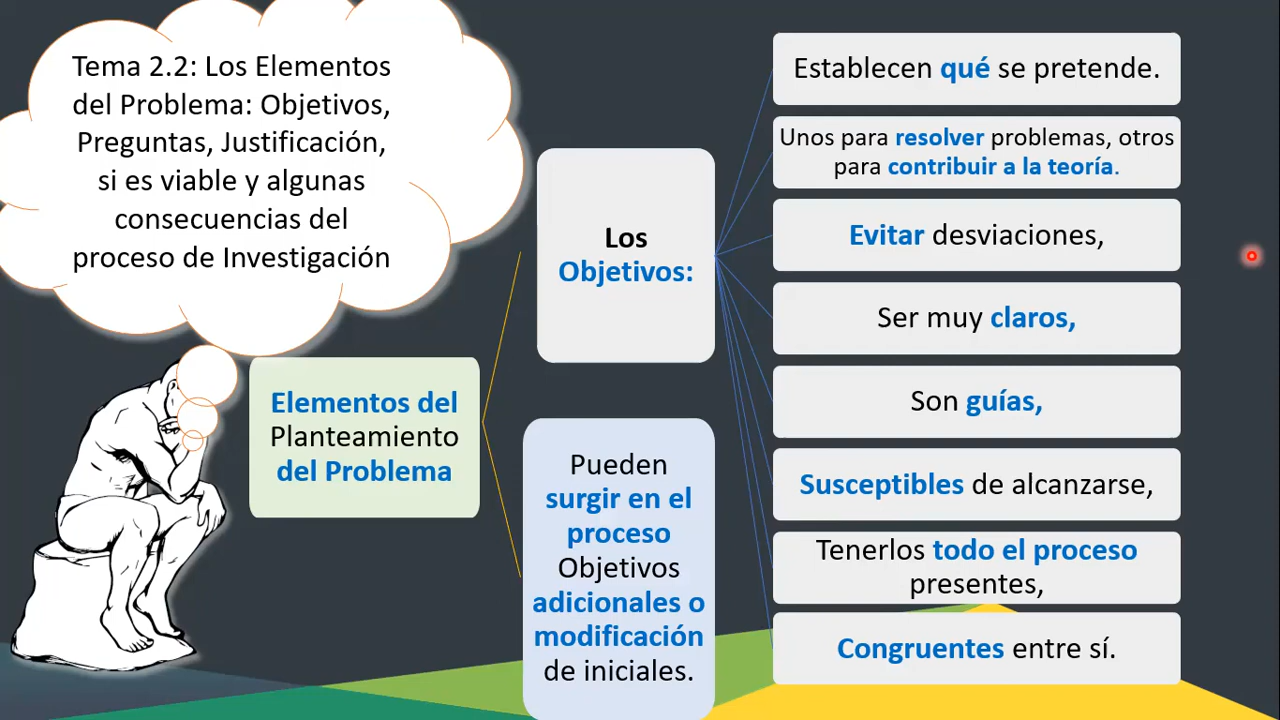 Tema 2.2: Los Elementos
del Problema: Objetivos,
Preguntas, Justificación,
si es viable y algunas
consecuencias del
proceso de Investigación
Elementos del
Planteamiento
del Problema
Los
Objetivos:
Pueden
surgir en el
proceso
Objetivos
adicionales o
modificación
de iniciales.
Establecen qué se pretende.
Unos para resolver problemas, otros
para contribuir a la teoría.
Evitar desviaciones,
Ser muy claros,
Son guías,
Susceptibles de alcanzarse,
Tenerlos todo el proceso
presentes,
Congruentes entre sí.